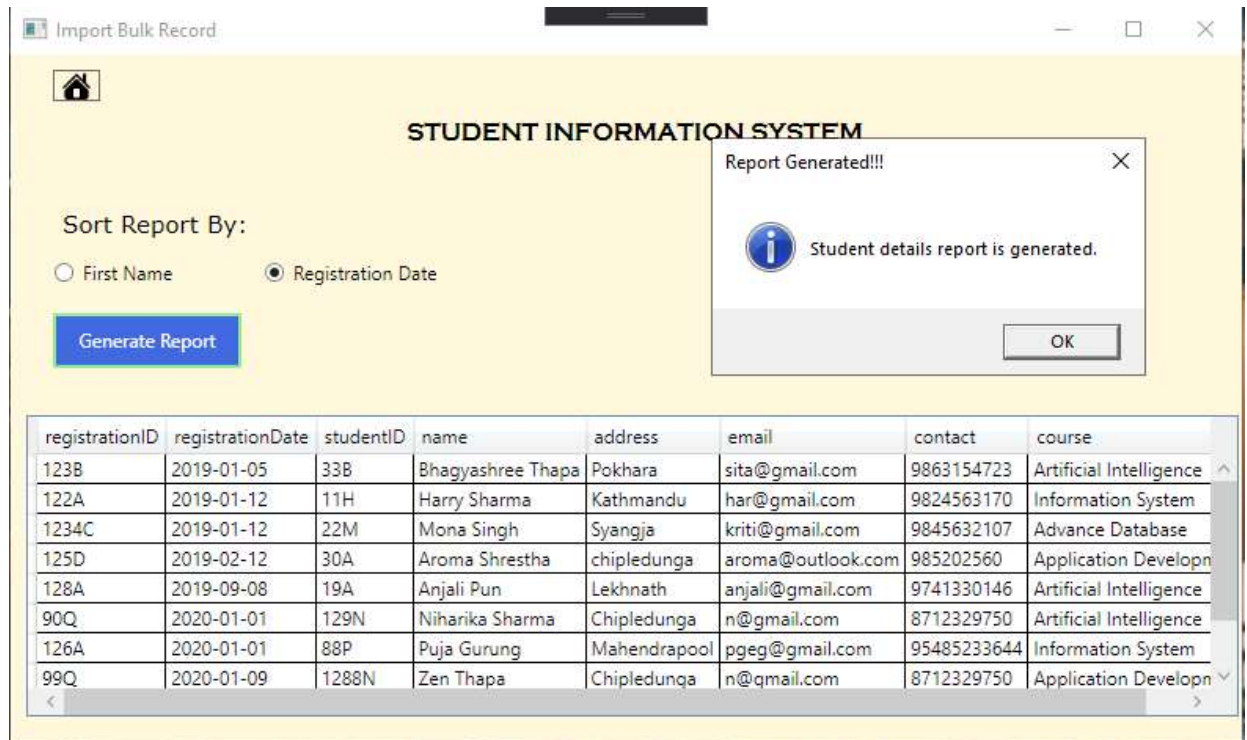 Import Bulk Record
STUDENT INFORMATION SYSTEM
Report Generated!!!
Student details report is generated.
OK
Sort Report By:
First Name Registration Date
Generate Report
registrationID registrationDate studentID name address email contact course
123B 2019-01-05 33B Bhagyashree Thapa Pokhara sita@gmail.com 9863154723 Artificial Intelligence
122A 2019-01-12 11H Harry Sharma Kathmandu har@gmail.com 9824563170 Information System
1234C 2019-01-12 22M Mona Singh Syangja kriti@gmail.com 9845632107 Advance Database
125D 2019-02-12 30A Aroma Shrestha chipledunga aroma@outlook.com 985202560 Application Developn
128A 2019-09-08 19A Anjali Pun Lekhnath anjali@gmail.com 9741330146 Artificial Intelligence
90Q 2020-01-01 129N Niharika Sharma Chipledunga n@gmail.com 8712329750 Artificial Intelligence
126A 2020-01-01 88P Puja Gurung Mahendrapool pgeg@gmail.com 95485233644 Information System
99Q 2020-01-09 1288N Zen Thapa Chipledunga n@gmail.com 8712329750 Application Developn